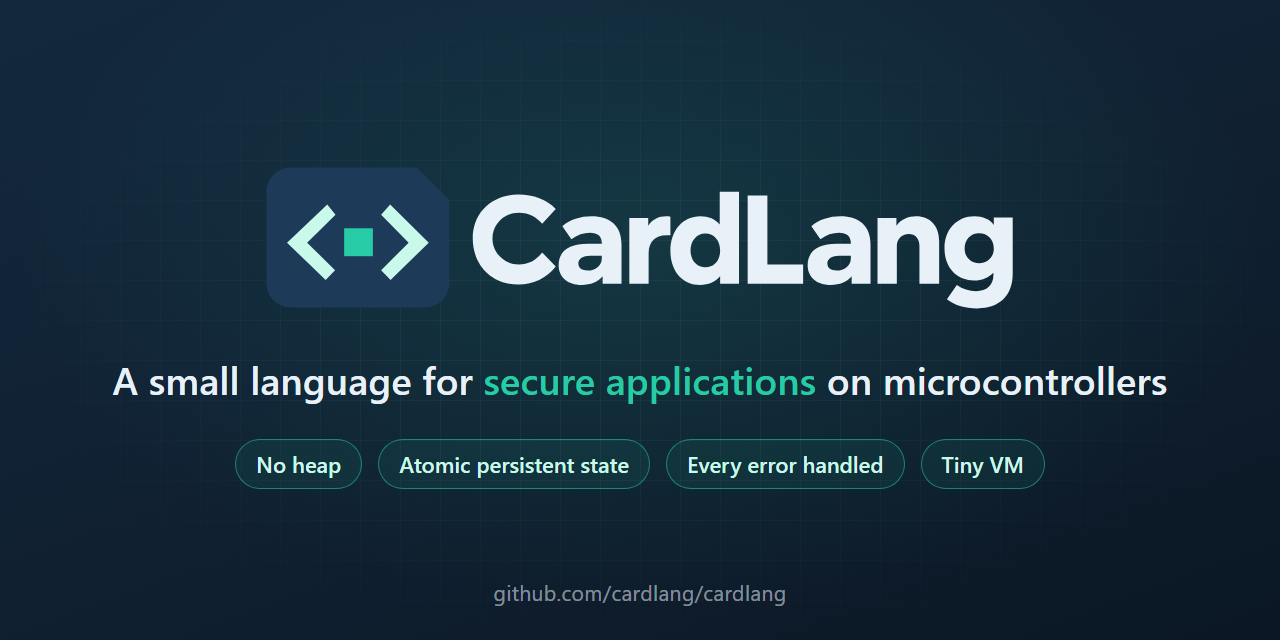 CardLang
A small language for secure applications on microcontrollers
No heap
Atomic persistent state
Every error handled
Tiny VM
github.com/cardlang/cardlang